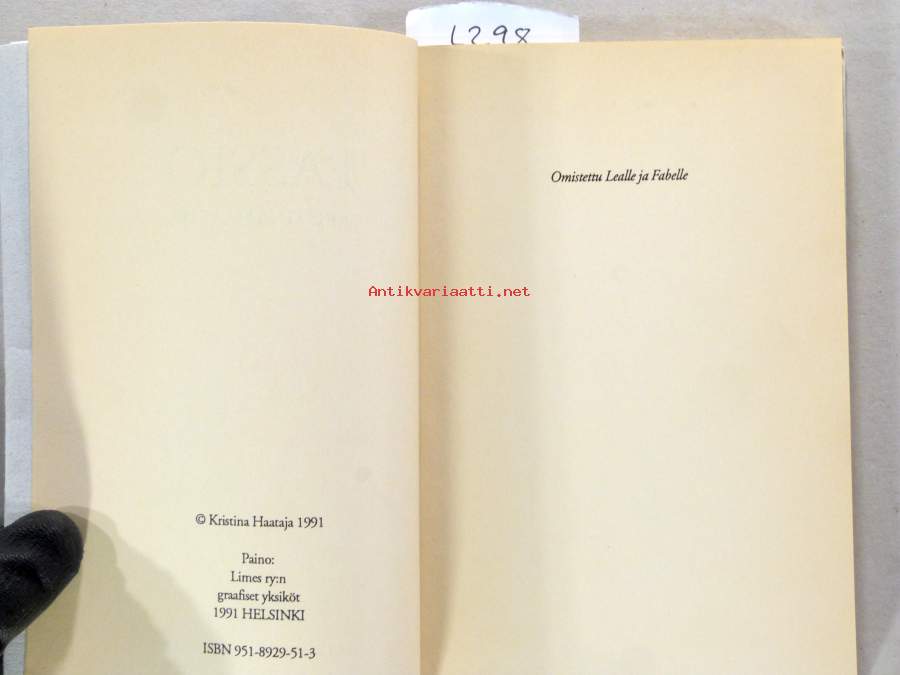 L298
Omistettu Lealle ja Fabelle
Antikvariaatti.net
© Kristina Haataja 1991
Paino:
Limes ry:n
graafiset yksiköt
1991 HELSINKI
ISBN 951-8929-51-3